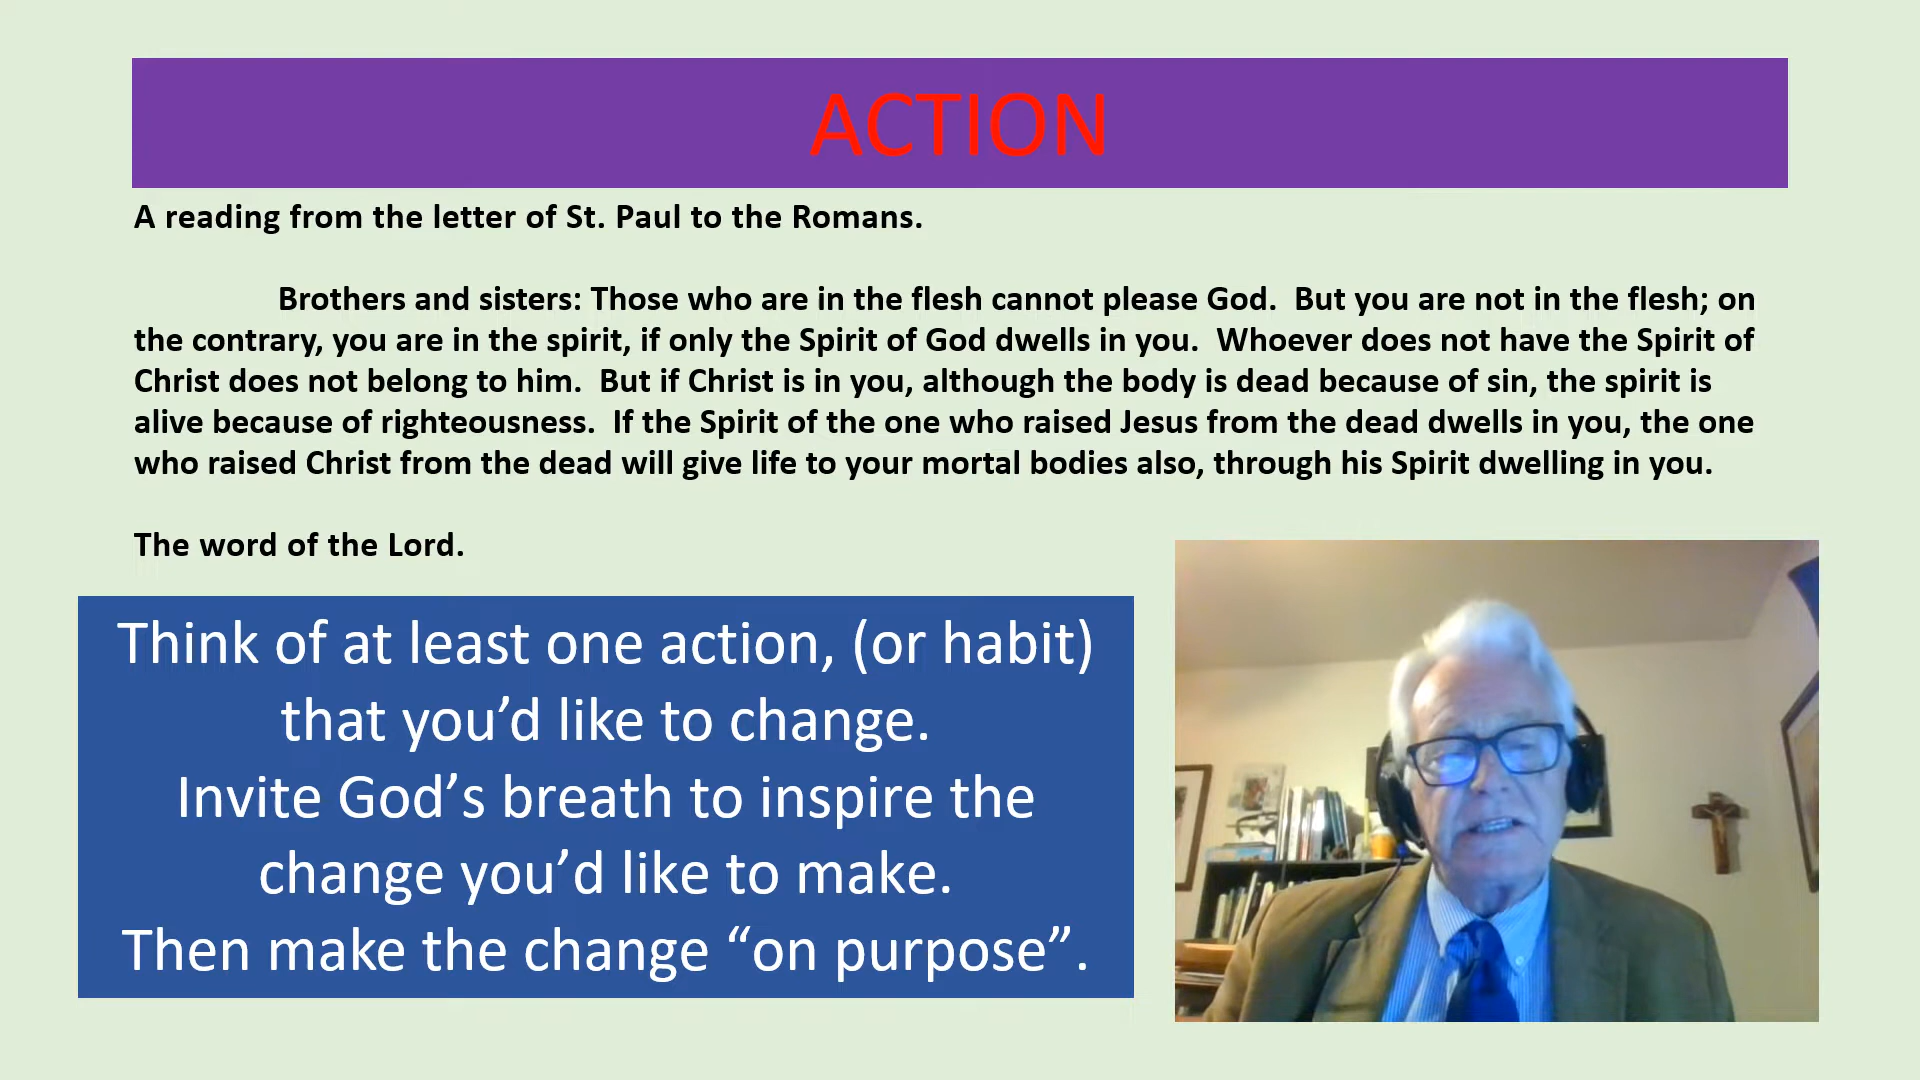 ACTION
A reading from the letter of St. Paul to the Romans.
Brothers and sisters: Those who are in the flesh cannot please God.  But you are not in the flesh; on
the contrary, you are in the spirit, if only the Spirit of God dwells in you.  Whoever does not have the Spirit of
Christ does not belong to him.  But if Christ is in you, although the body is dead because of sin, the spirit is
alive because of righteousness.  If the Spirit of the one who raised Jesus from the dead dwells in you, the one
who raised Christ from the dead will give life to your mortal bodies also, through his Spirit dwelling in you.
The word of the Lord.
Think of at least one action, (or habit)
that you’d like to change.
Invite God’s breath to inspire the
change you’d like to make.
Then make the change “on purpose”.